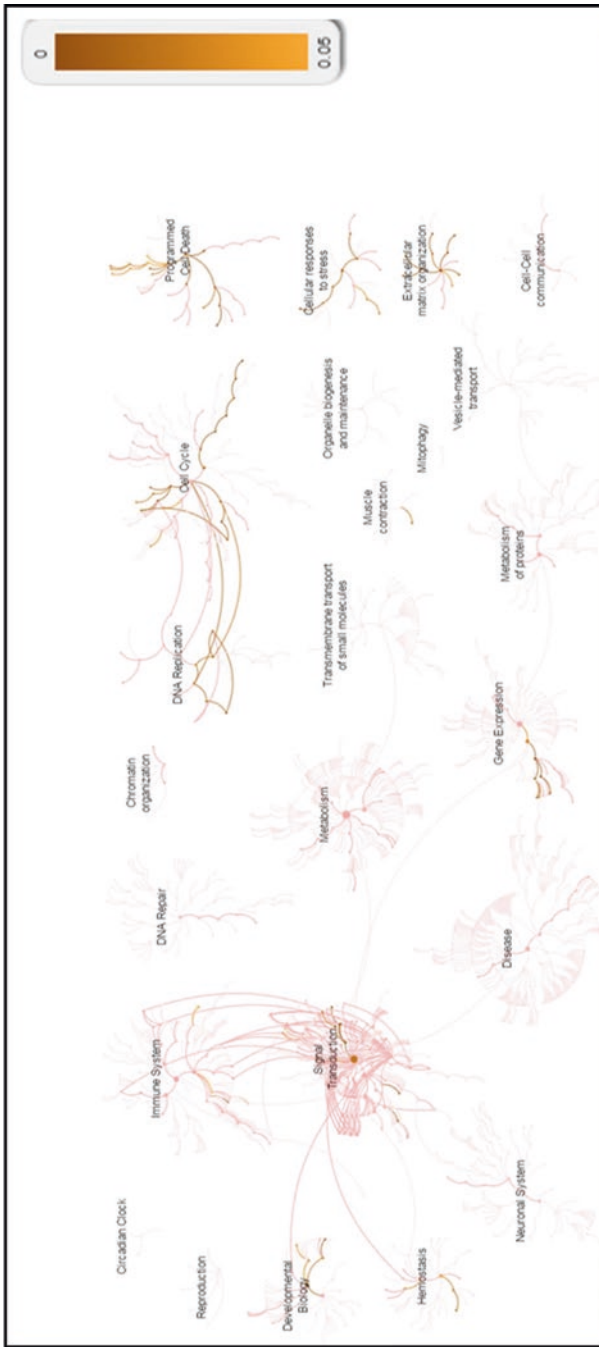 0
0.05
Circadian Clock
Immune System
DNA Repair
Chromatin
organization
DNA Replication
Cell Cycle
Programmed
Cell Death
Reproduction
Developmental
Biology
Signal
Transduction
Metabolism
Transmembrane transport
of small molecules
Organelle biogenesis
and maintenance
Cellular responses
to stress
Muscle
contraction
Hemostasis
Mitophagy
Extracellular
matrix organization
Neuronal System
Disease
Gene Expression
Metabolism
of proteins
Vesicle-mediated
transport
Cell-Cell
communication